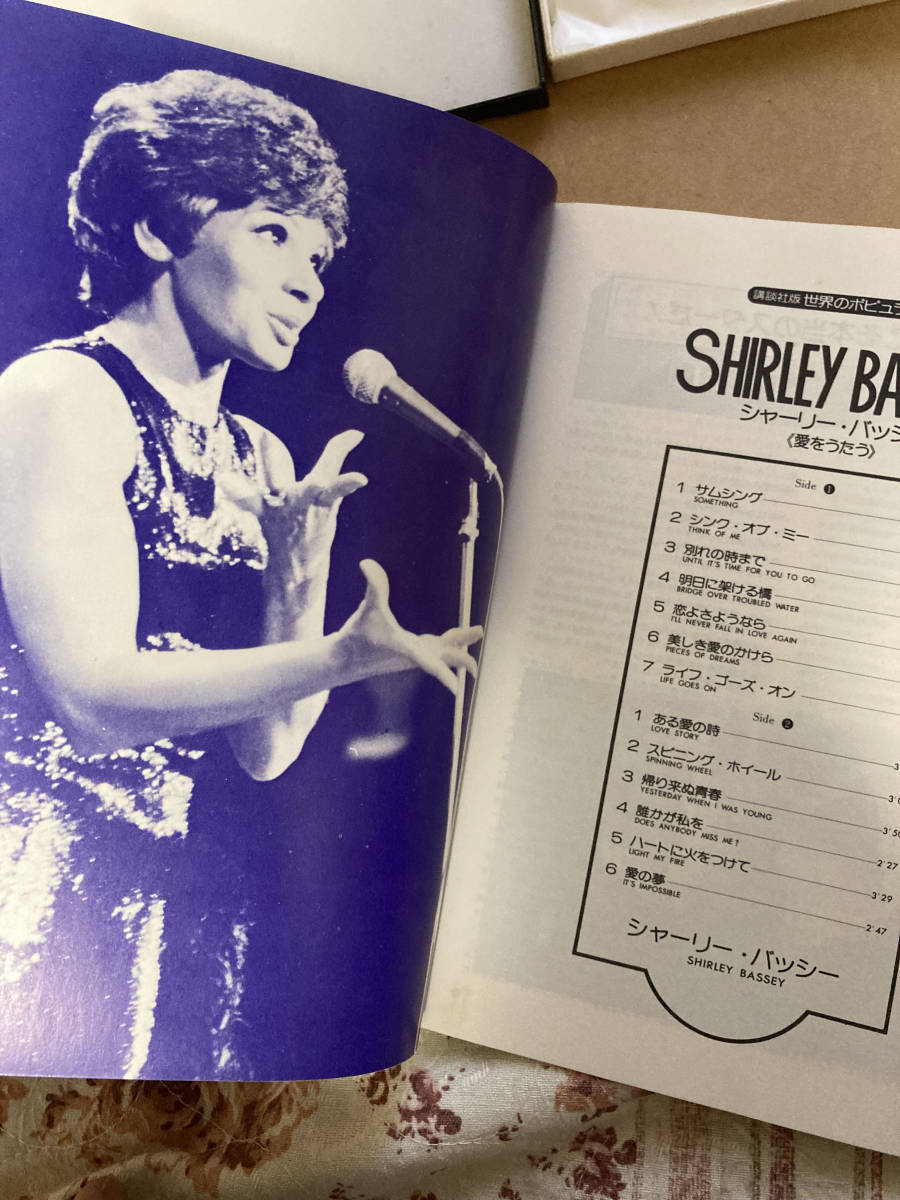 講談社版 世界のポピュラ
SHIRLEY BA
シャーリー・バッシ
《愛をうたう》
Side 1
1 サムシング
SOMETHING
2 シンク・オブ・ミー
THINK OF ME
3 別れの時まで
UNTIL IT'S TIME FOR YOU TO GO
4 明日に架ける橋
BRIDGE OVER TROUBLED WATER
5 恋よさようなら
I'LL NEVER FALL IN LOVE AGAIN
6 美しき愛のかけら
PIECES OF DREAMS
7 ライフ・ゴーズ・オン
LIFE GOES ON
Side 2
1 ある愛の詩
LOVE STORY
2 スピニング・ホイール
SPINNING WHEEL
3 帰り来ぬ青春 3'50
YESTERDAY WHEN I WAS YOUNG
4 誰かが私を 2'27
DOES ANYBODY MISS ME?
5 ハートに火をつけて 3'29
LIGHT MY FIRE
6 愛の夢 2'47
IT'S IMPOSSIBLE
シャーリー・バッシー
SHIRLEY BASSEY